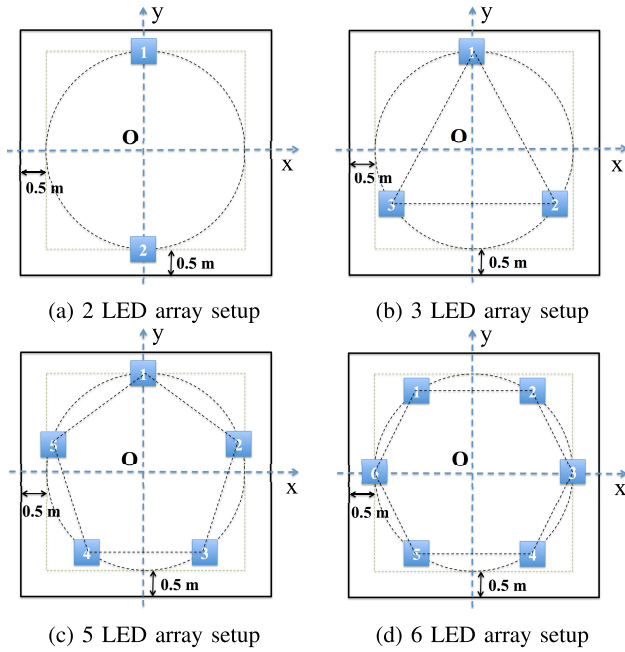 y
1
O
x
0.5 m
2
0.5 m
(a) 2 LED array setup
y
1
O
x
0.5 m
3
2
0.5 m
(b) 3 LED array setup
y
1
5
2
O
x
0.5 m
4
3
0.5 m
(c) 5 LED array setup
y
1
2
O
6
3
x
0.5 m
5
4
0.5 m
(d) 6 LED array setup